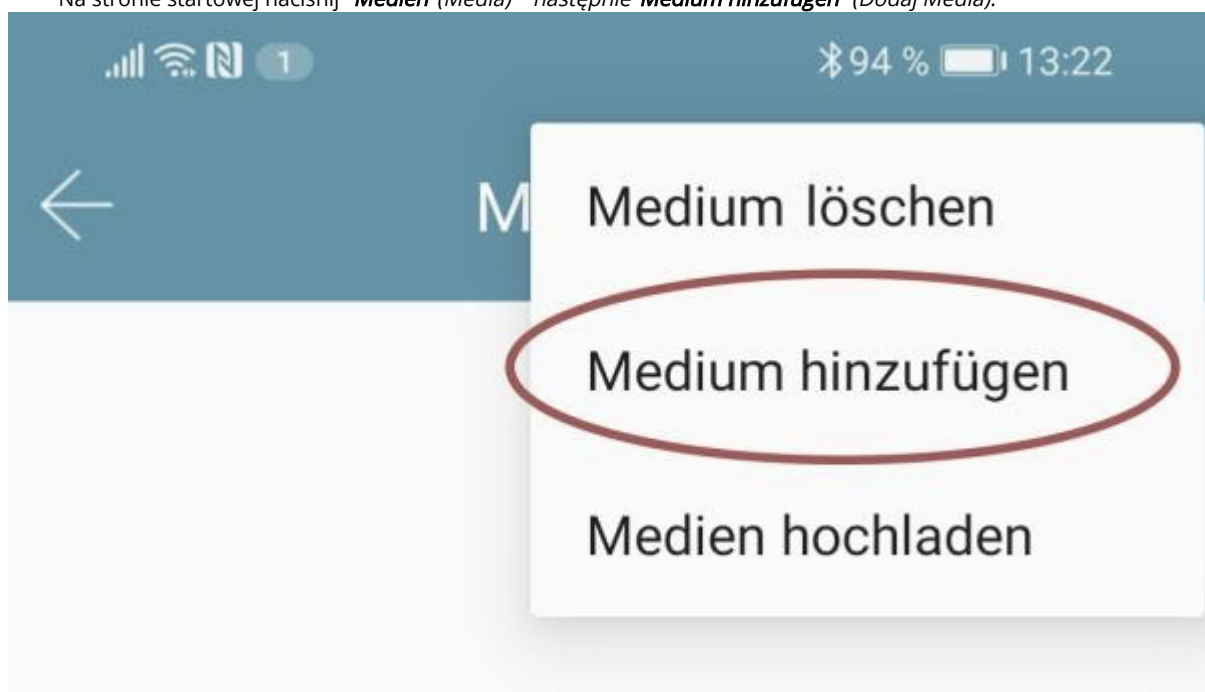 Na stronie startowej naciśnij "Medien" (Media) - następnie "Medium hinzufügen" (Dodaj Media).
1 94 % 13:22
M
Medium löschen
Medium hinzufügen
Medien hochladen